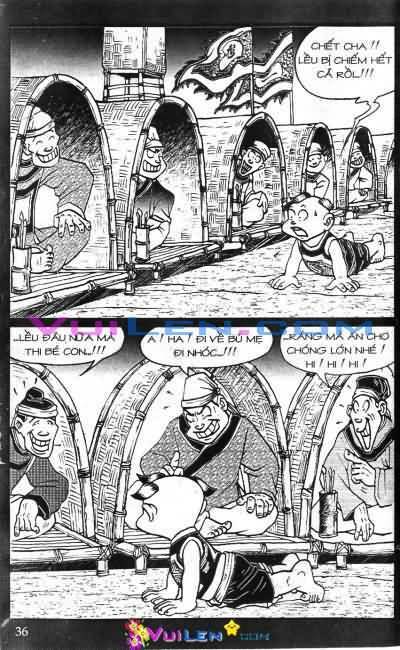 CHẾT CHA !!
LỀU BỊ CHIẾM HẾT
CẢ RỒI...!!!
VUILEN.COM
...LỀU ĐÂU NỮA MÀ
THI BÉ CON...!!!
A ! HA ! ĐI VỀ BÚ MẸ
ĐI NHÓC...!!!
...RÁNG MÀ ĂN CHO
CHÓNG LỚN NHÉ !
HI ! HI ! HI !
36
VUILEN.COM